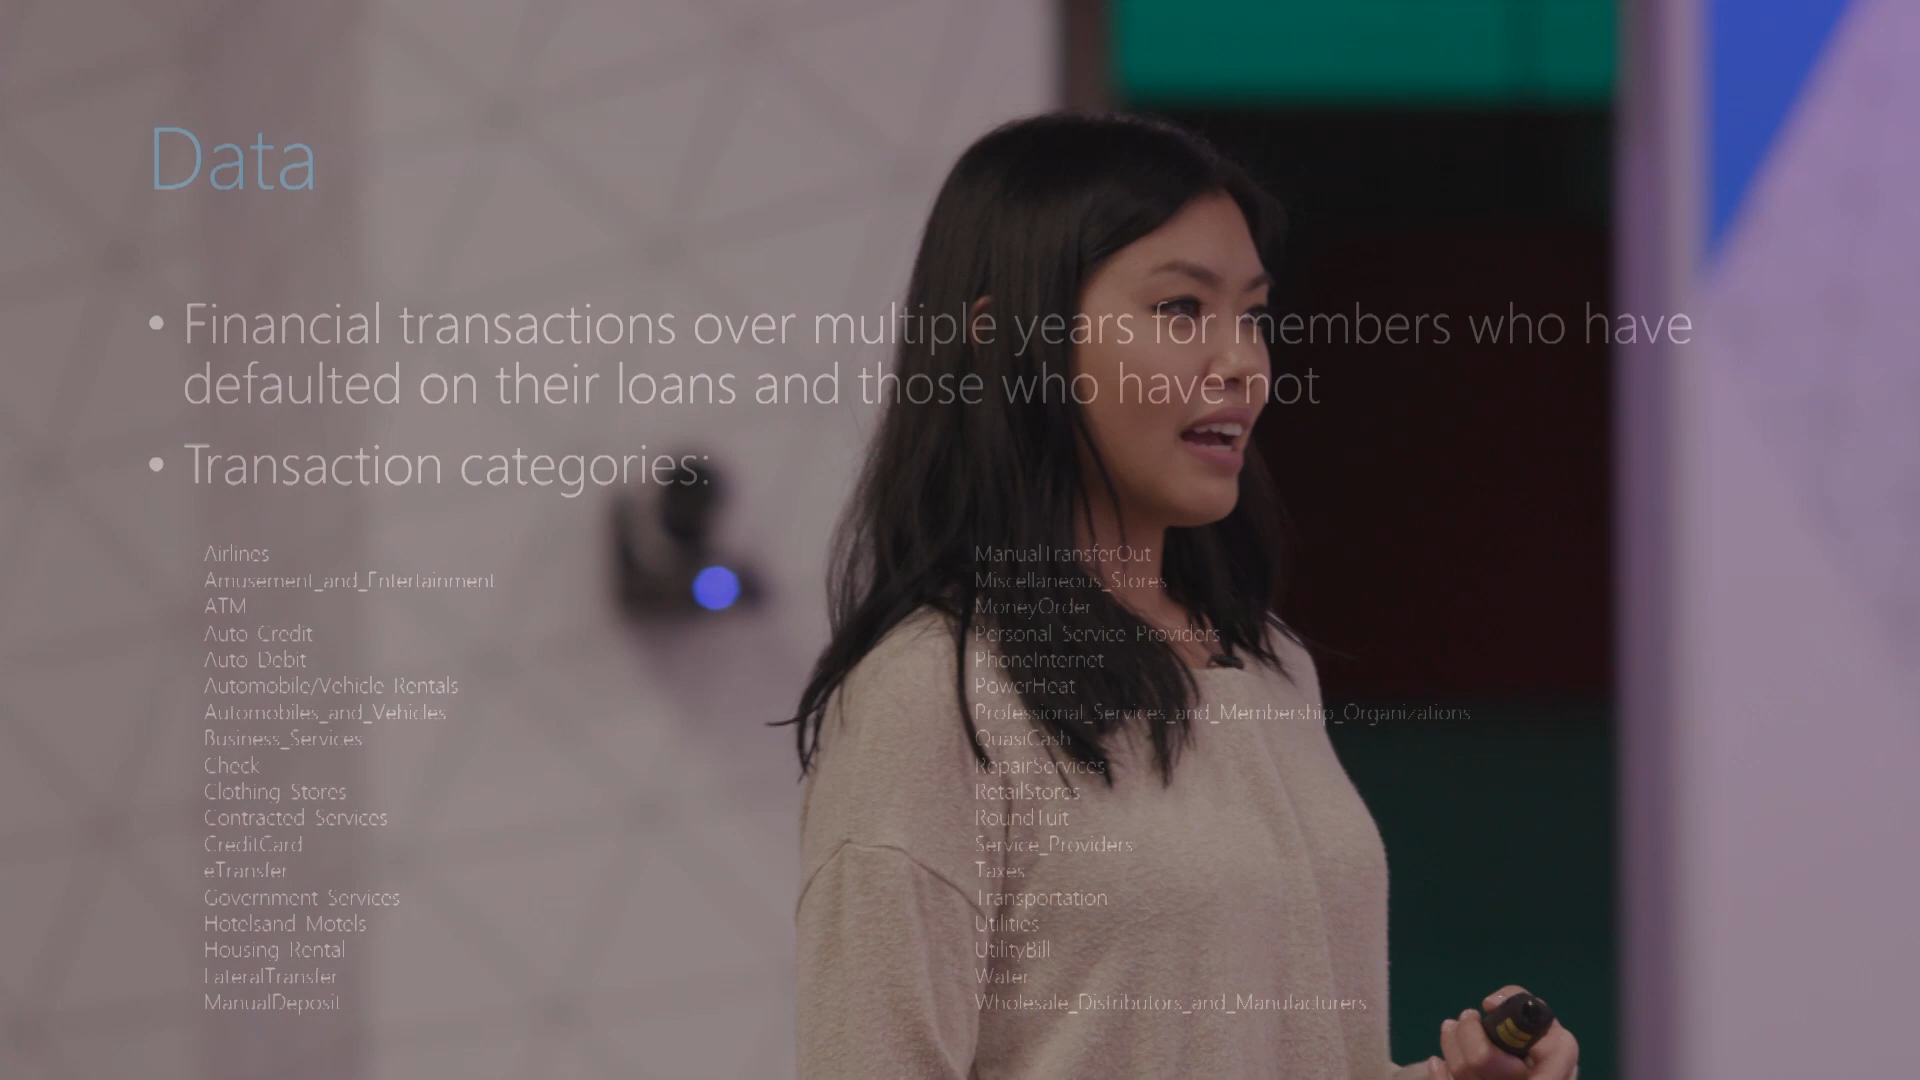 Data
• Financial transactions over multiple years for members who have
defaulted on their loans and those who have not
• Transaction categories:
Airlines
Amusement_and_Entertainment
ATM
Auto Credit
Auto Debit
Automobile/Vehicle Rentals
Automobiles_and_Vehicles
Business_Services
Check
Clothing Stores
Contracted Services
CreditCard
eTransfer
Government Services
Hotelsand Motels
Housing Rental
LateralTransfer
ManualDeposit
ManualTransferOut
Miscellaneous_Stores
MoneyOrder
Personal Service Providers
PhoneInternet
PowerHeat
Professional_Services_and_Membership_Organizations
QuasiCash
RepairServices
RetailStores
RoundTuit
Service_Providers
Taxes
Transportation
Utilities
UtilityBill
Water
Wholesale_Distributors_and_Manufacturers